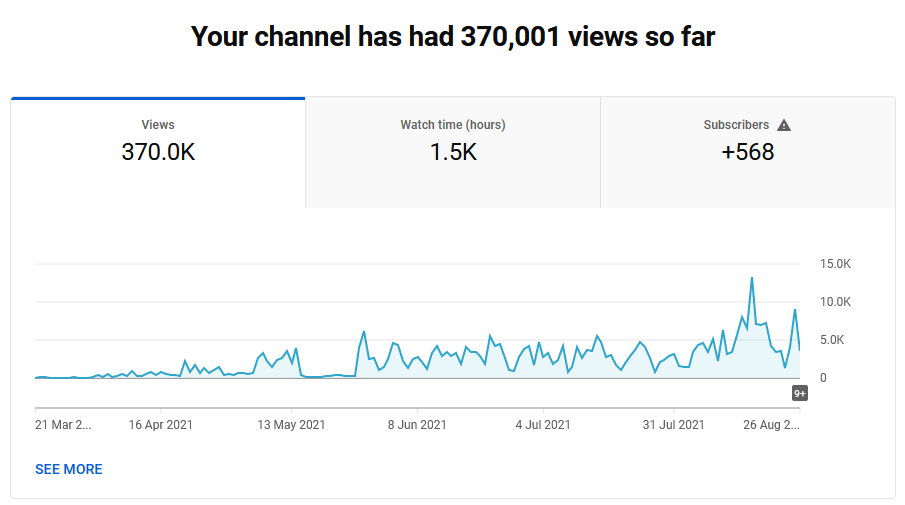 Your channel has had 370,001 views so far
Views
370.0K
Watch time (hours)
1.5K
Subscribers
+568
15.0K
10.0K
5.0K
0
9+
21 Mar 2... 16 Apr 2021 13 May 2021 8 Jun 2021 4 Jul 2021 31 Jul 2021 26 Aug 2...
SEE MORE